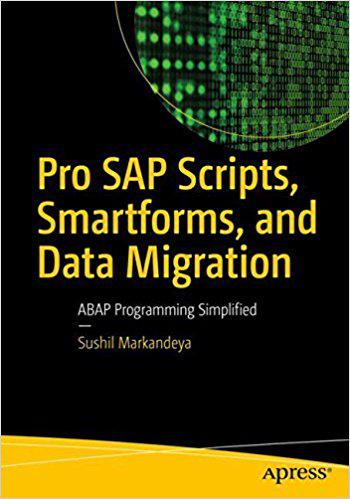 Pro SAP Scripts,
Smartforms, and
Data Migration
ABAP Programming Simplified
—
Sushil Markandeya
Apress®